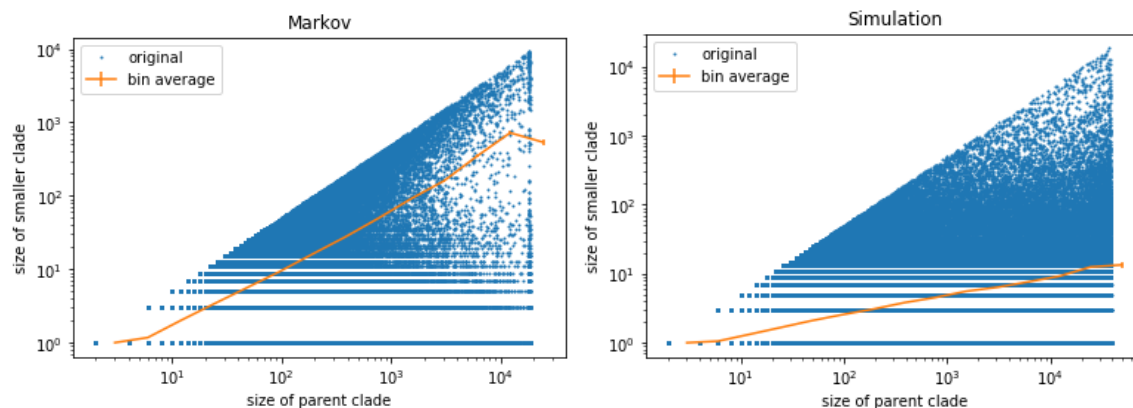 Markov
original
bin average
10⁴
10³
10²
10¹
10⁰
size of smaller clade
10¹
10²
10³
10⁴
size of parent clade
Simulation
original
bin average
10⁴
10³
10²
10¹
10⁰
size of smaller clade
10¹
10²
10³
10⁴
size of parent clade